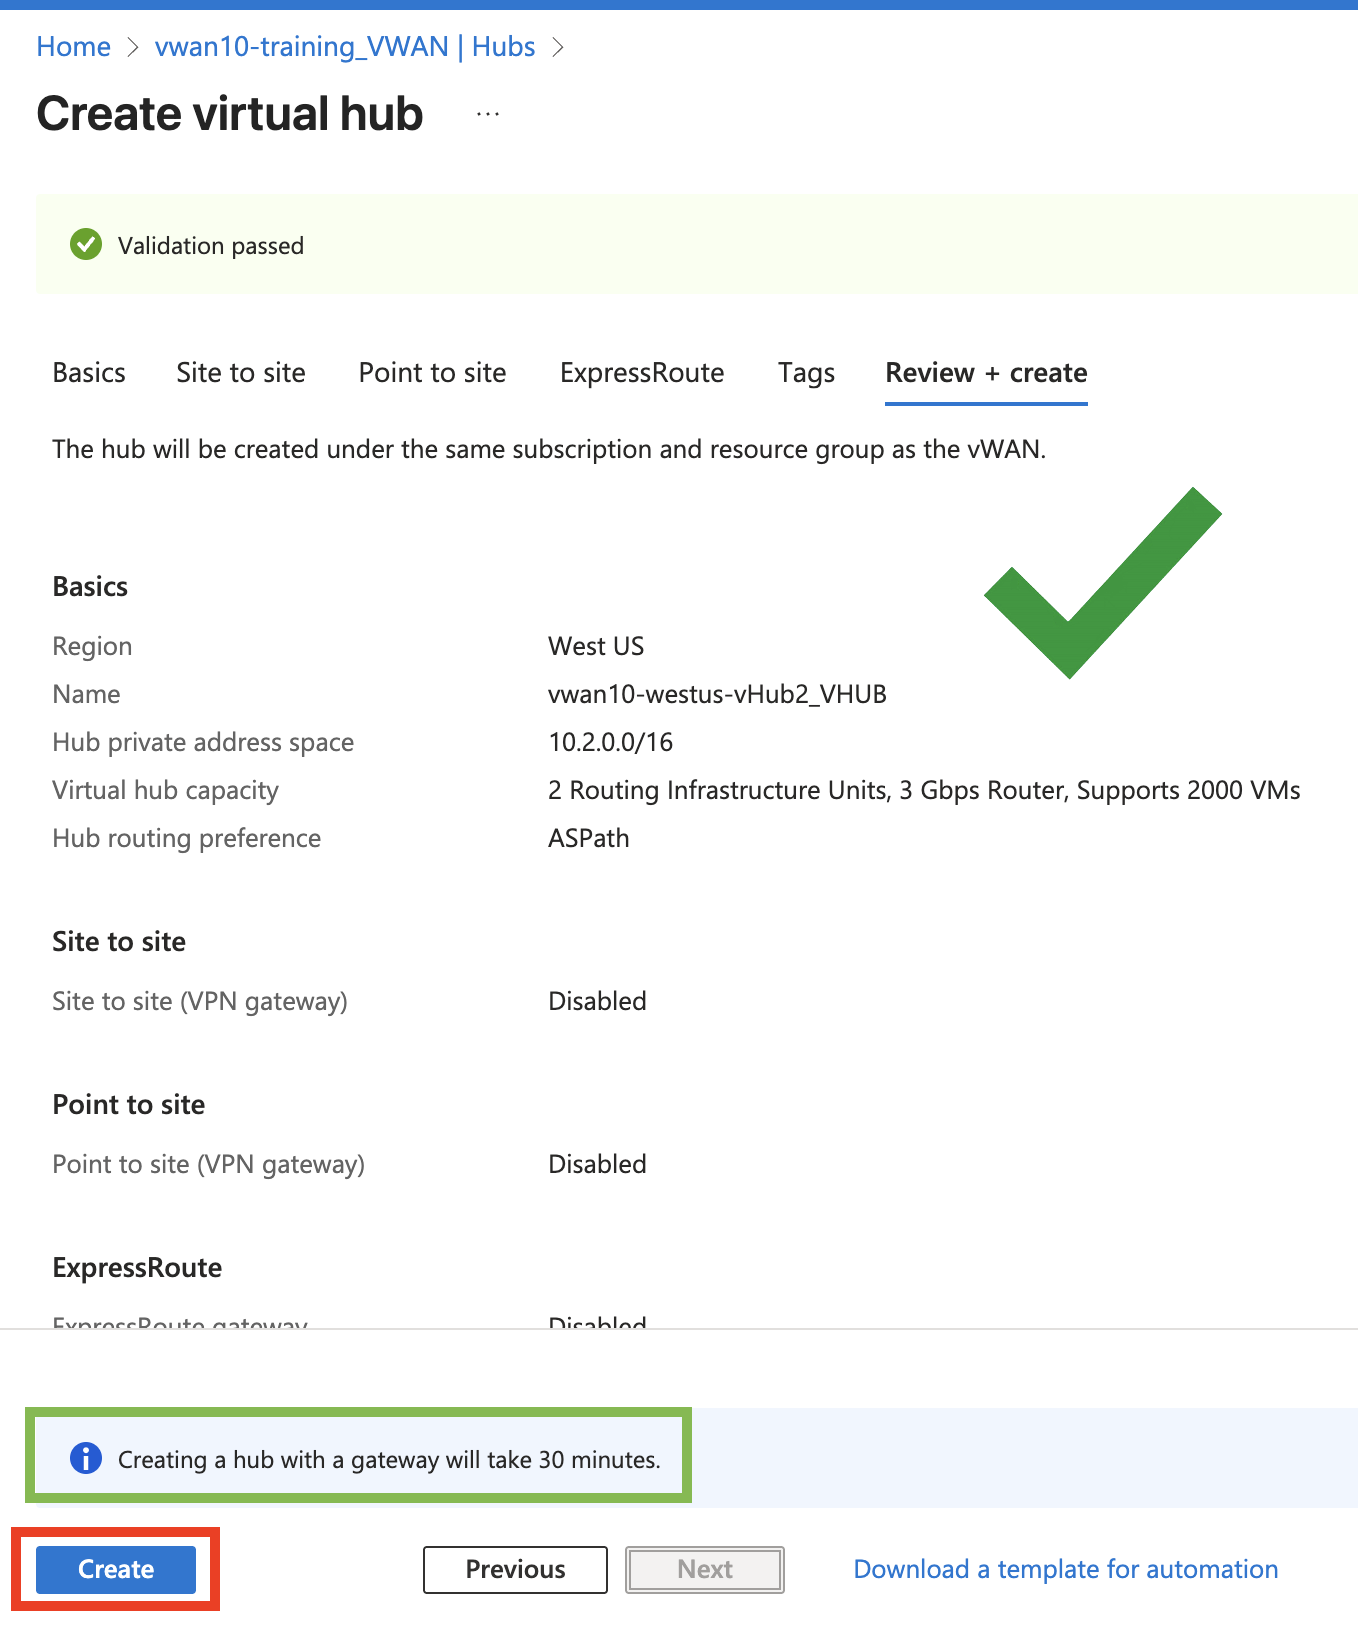 Home > vwan10-training_VWAN | Hubs >
Create virtual hub ...
Validation passed
Basics Site to site Point to site ExpressRoute Tags Review + create
The hub will be created under the same subscription and resource group as the vWAN.
Basics
Region West US
Name vwan10-westus-vHub2_VHUB
Hub private address space 10.2.0.0/16
Virtual hub capacity 2 Routing Infrastructure Units, 3 Gbps Router, Supports 2000 VMs
Hub routing preference ASPath
Site to site
Site to site (VPN gateway) Disabled
Point to site
Point to site (VPN gateway) Disabled
ExpressRoute
ExpressRoute gateway Disabled
Creating a hub with a gateway will take 30 minutes.
Create Previous Next Download a template for automation